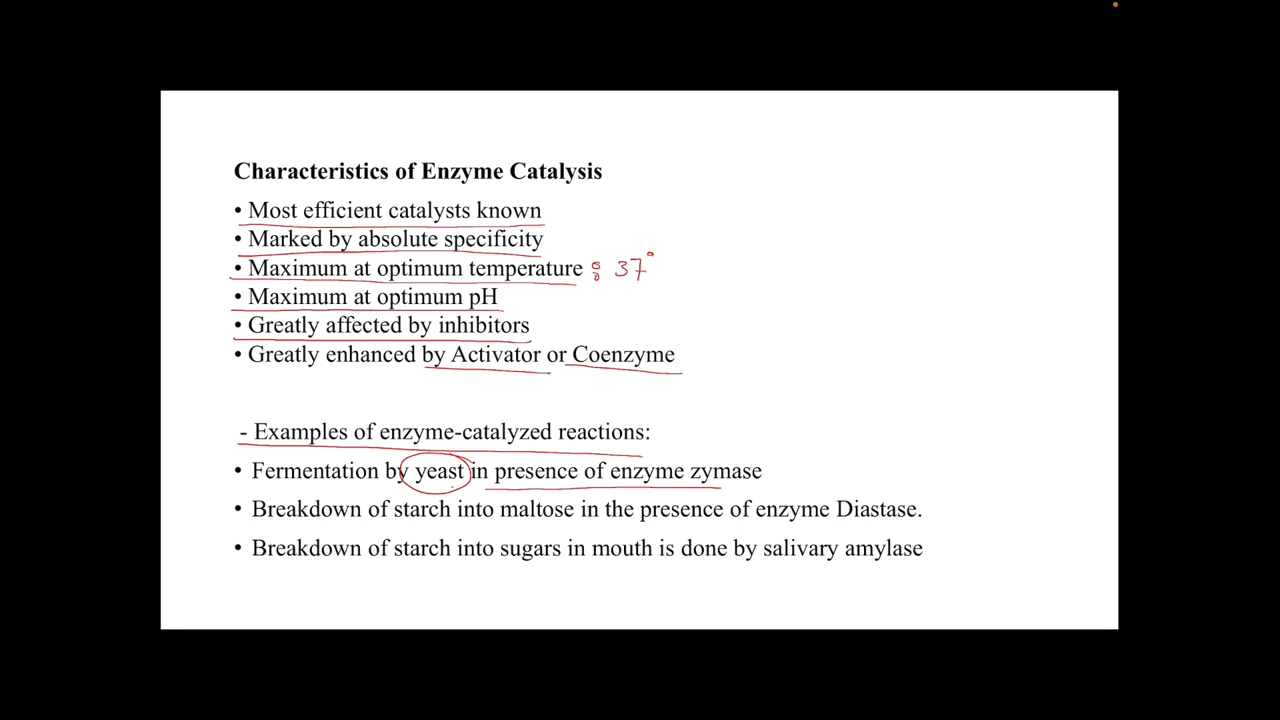 Characteristics of Enzyme Catalysis
• Most efficient catalysts known
• Marked by absolute specificity
• Maximum at optimum temperature : 37°
• Maximum at optimum pH
• Greatly affected by inhibitors
• Greatly enhanced by Activator or Coenzyme
- Examples of enzyme-catalyzed reactions:
• Fermentation by yeast in presence of enzyme zymase
• Breakdown of starch into maltose in the presence of enzyme Diastase.
• Breakdown of starch into sugars in mouth is done by salivary amylase